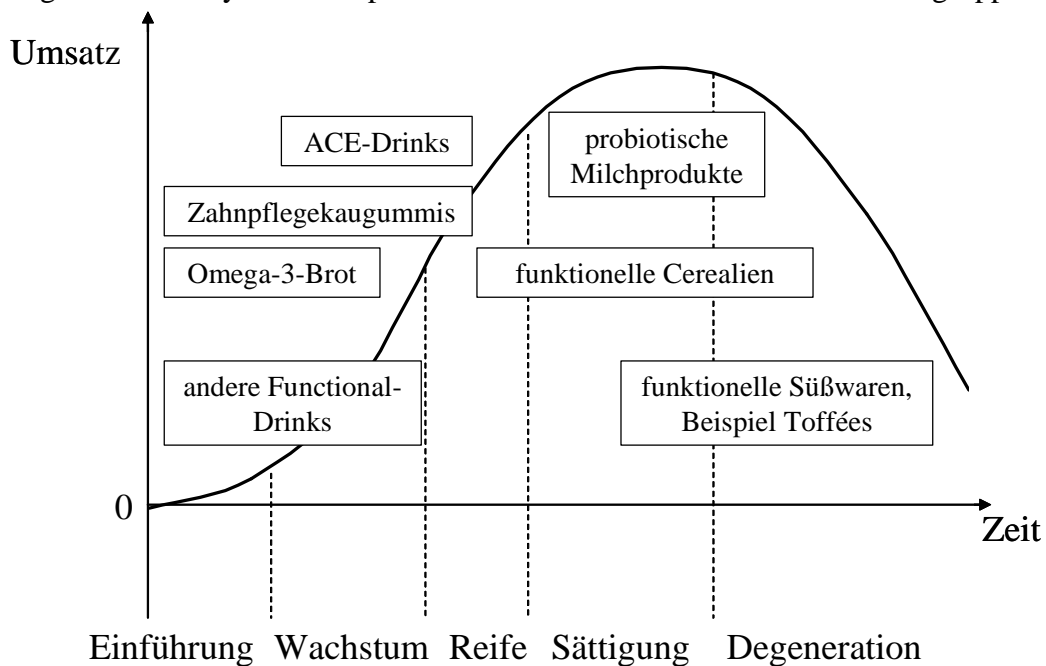 Umsatz
ACE-Drinks
probiotische
Milchprodukte
Zahnpflegekaugummis
Omega-3-Brot
funktionelle Cerealien
andere Functional-
Drinks
funktionelle Süßwaren,
Beispiel Toffées
0
Zeit
Einführung Wachstum Reife Sättigung Degeneration